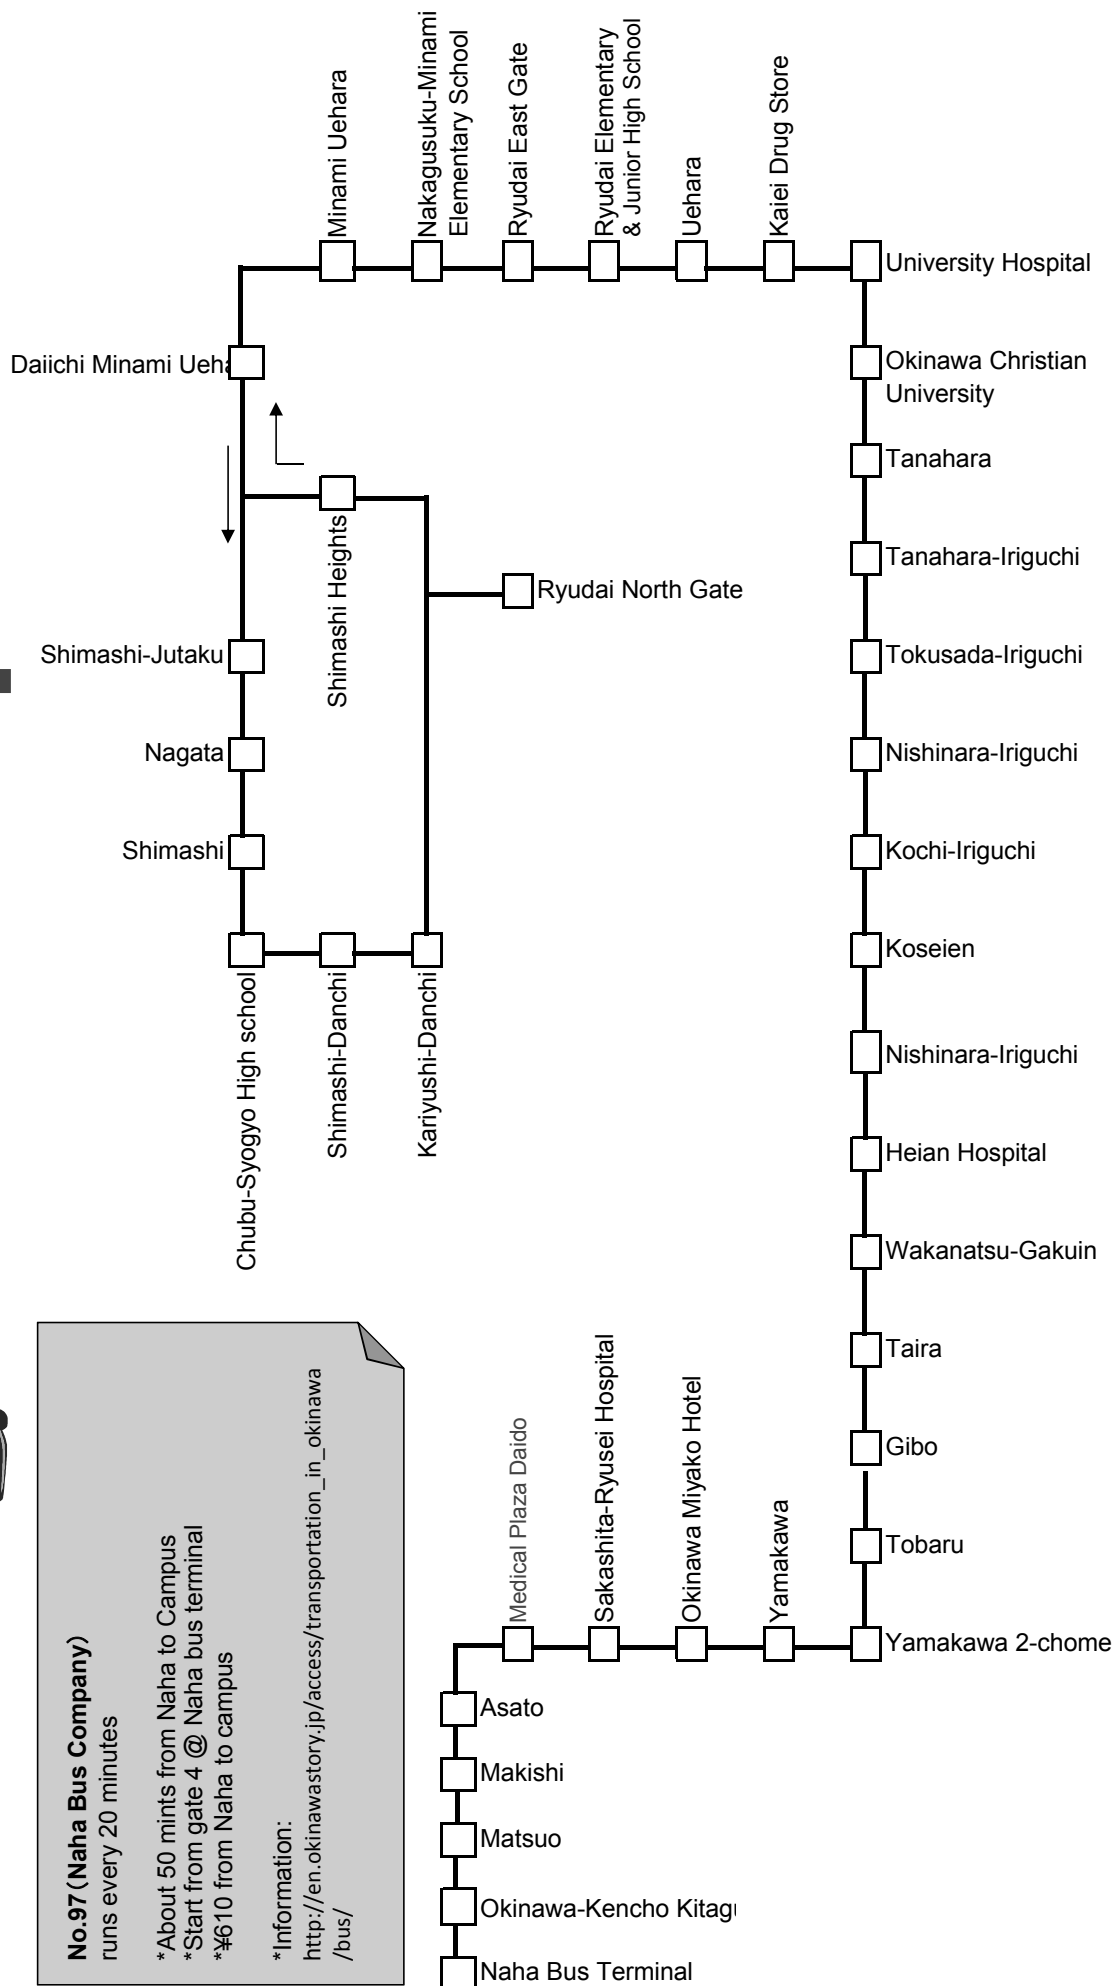 Minami Uehara
Nakagusuku-Minami
Elementary School
Ryudai East Gate
Ryudai Elementary
& Junior High School
Uehara
Kaiei Drug Store
University Hospital
Daiichi Minami Ueha
Okinawa Christian
University
Tanahara
Shimashi Heights
Tanahara-Iriguchi
Ryudai North Gate
Shimashi-Jutaku
Tokusada-Iriguchi
Nagata
Nishinara-Iriguchi
Shimashi
Kochi-Iriguchi
Koseien
Chubu-Syogyo High school
Shimashi-Danchi
Kariyushi-Danchi
Nishinara-Iriguchi
Heian Hospital
Wakanatsu-Gakuin
Taira
Gibo
Tobaru
Medical Plaza Daido
Sakashita-Ryusei Hospital
Okinawa Miyako Hotel
Yamakawa
Yamakawa 2-chome
Asato
Makishi
Matsuo
Okinawa-Kencho Kitagu
Naha Bus Terminal
No.97(Naha Bus Company)
runs every 20 minutes
*About 50 mints from Naha to Campus
*Start from gate 4 @ Naha bus terminal
*¥610 from Naha to campus
*Information:
http://en.okinawastory.jp/access/transportation_in_okinawa
/bus/